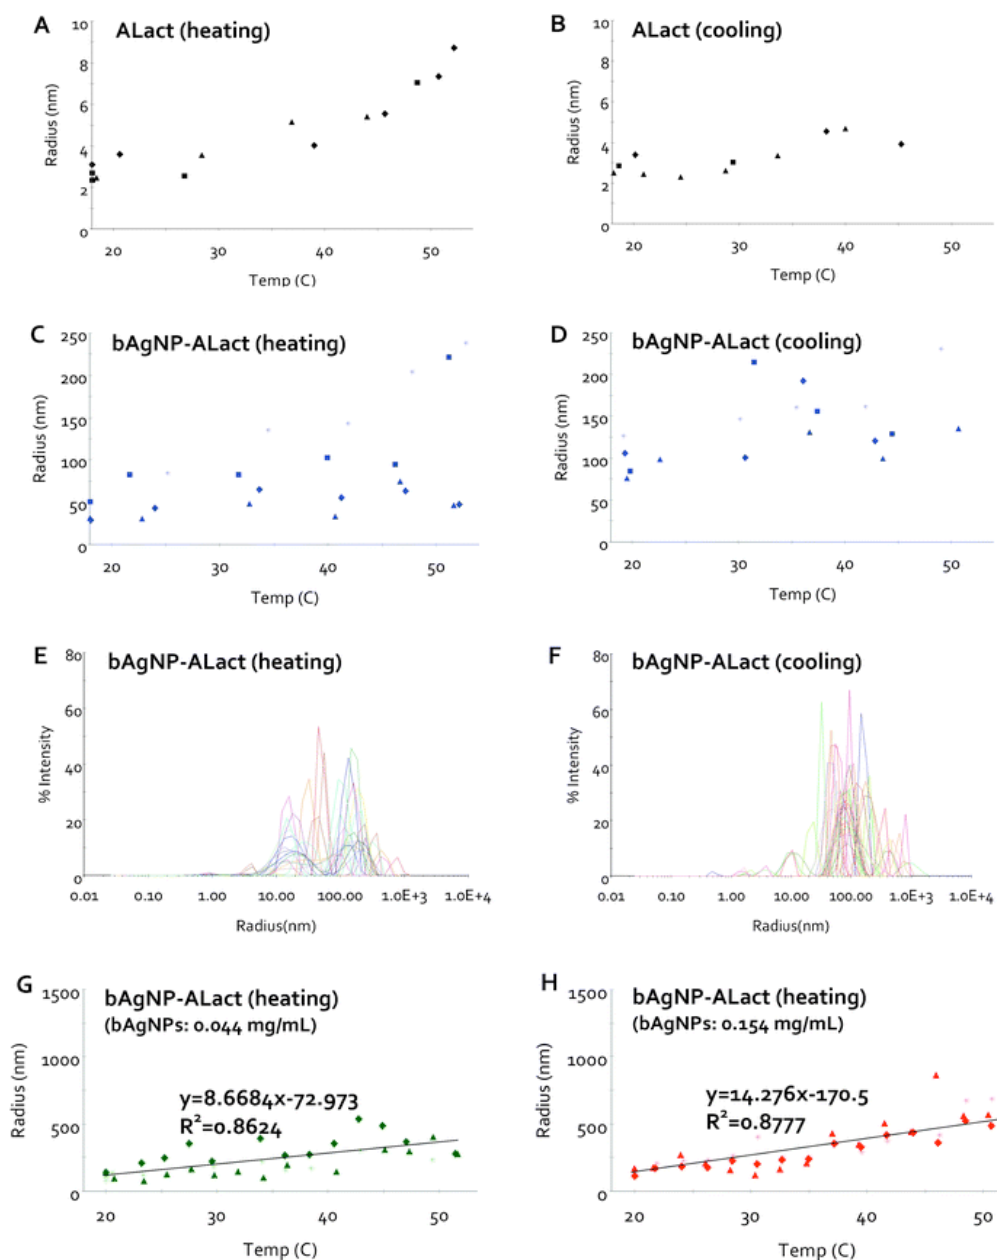 A
ALact (heating)
10
8
6
4
2
0
Radius (nm)
20 30 40 50
Temp (C)
B
ALact (cooling)
10
8
6
4
2
0
Radius (nm)
20 30 40 50
Temp (C)
C
bAgNP-ALact (heating)
250
200
150
100
50
0
Radius (nm)
20 30 40 50
Temp (C)
D
bAgNP-ALact (cooling)
250
200
150
100
50
0
Radius (nm)
20 30 40 50
Temp (C)
E
bAgNP-ALact (heating)
80
60
40
20
0
% Intensity
0.01 0.10 1.00 10.00 100.00 1.0E+3 1.0E+4
Radius(nm)
F
bAgNP-ALact (cooling)
80
60
40
20
0
% Intensity
0.01 0.10 1.00 10.00 100.00 1.0E+3 1.0E+4
Radius(nm)
G
bAgNP-ALact (heating)
(bAgNPs: 0.044 mg/mL)
1500
1000
500
0
Radius (nm)
y=8.6684x-72.973
R²=0.8624
20 30 40 50
Temp (C)
H
bAgNP-ALact (heating)
(bAgNPs: 0.154 mg/mL)
1500
1000
500
0
Radius (nm)
y=14.276x-170.5
R²=0.8777
20 30 40 50
Temp (C)